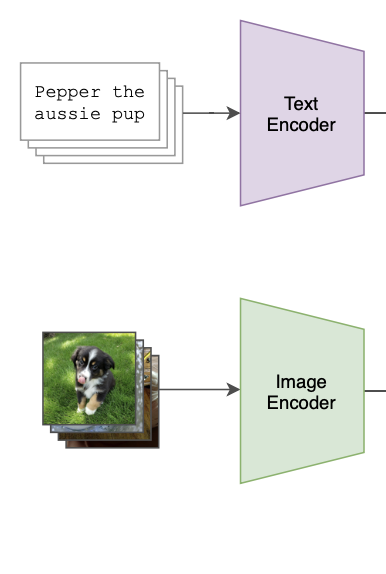 Pepper the
aussie pup
Text
Encoder
Image
Encoder